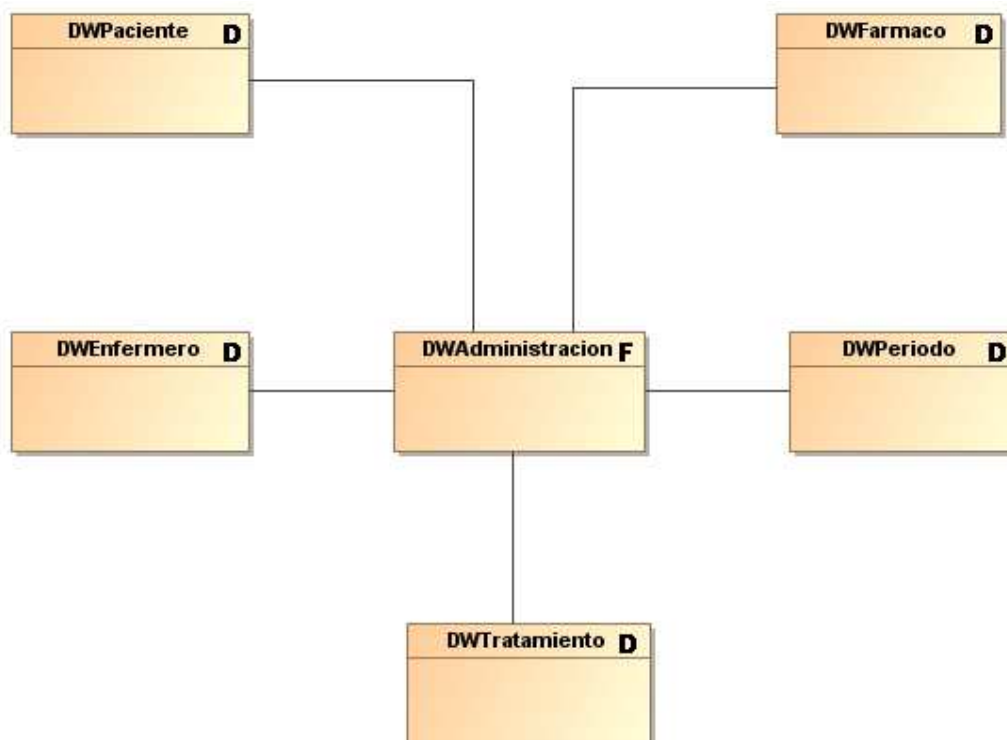 DWPaciente D
DWFarmaco D
DWEnfermero D
DWAdministracion F
DWPeriodo D
DWTratamiento D